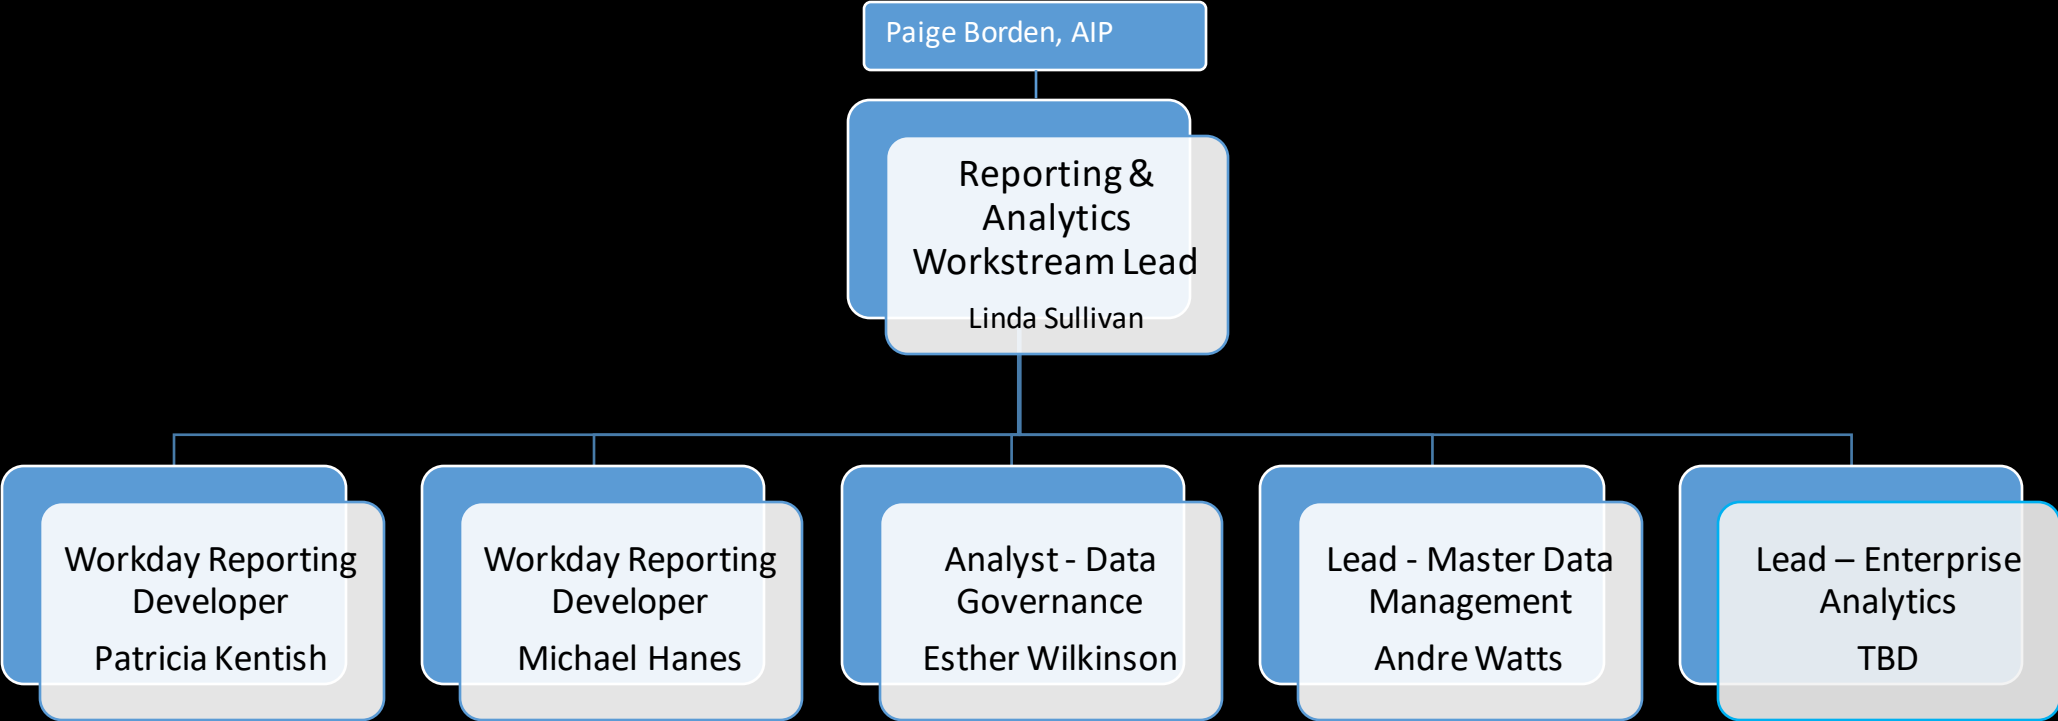 Paige Borden, AIP
Reporting &
Analytics
Workstream Lead
Linda Sullivan
Workday Reporting
Developer
Patricia Kentish
Workday Reporting
Developer
Michael Hanes
Analyst - Data
Governance
Esther Wilkinson
Lead - Master Data
Management
Andre Watts
Lead – Enterprise
Analytics
TBD